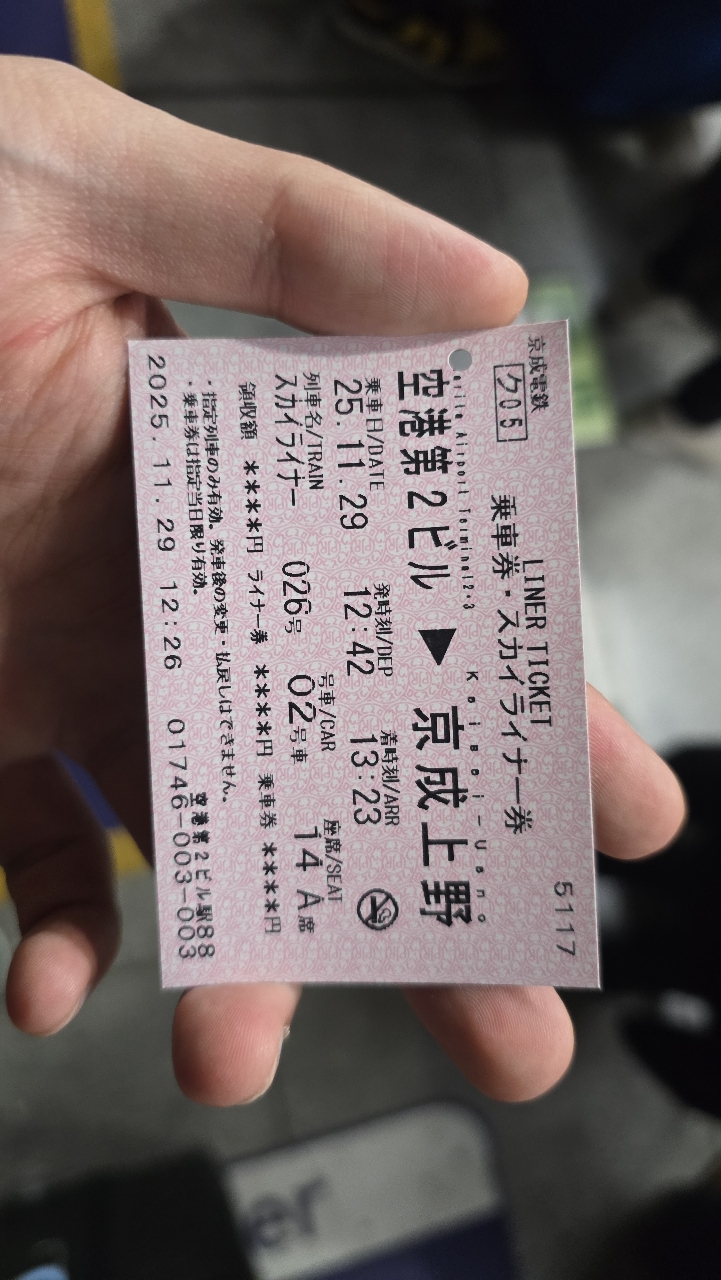 京成電鉄
ク05
LINER TICKET
5117
乗車券・スカイライナー券
Narita Airport Terminal2・3 Keisei-Ueno
空港第2ビル ▶ 京成上野
乗車日/DATE 発時刻/DEP 着時刻/ARR
25.11.29 12:42 13:23
列車名/TRAIN 号車/CAR 座席/SEAT
スカイライナー 026号 02号車 14 A席
領収額 ****円 ライナー券 ****円 乗車券 ****円
・指定列車のみ有効。発車後の変更・払戻しはできません。
・乗車券は指定当日限り有効。
空港第2ビル駅88
2025.11.29 12:26 01746-003-003
er